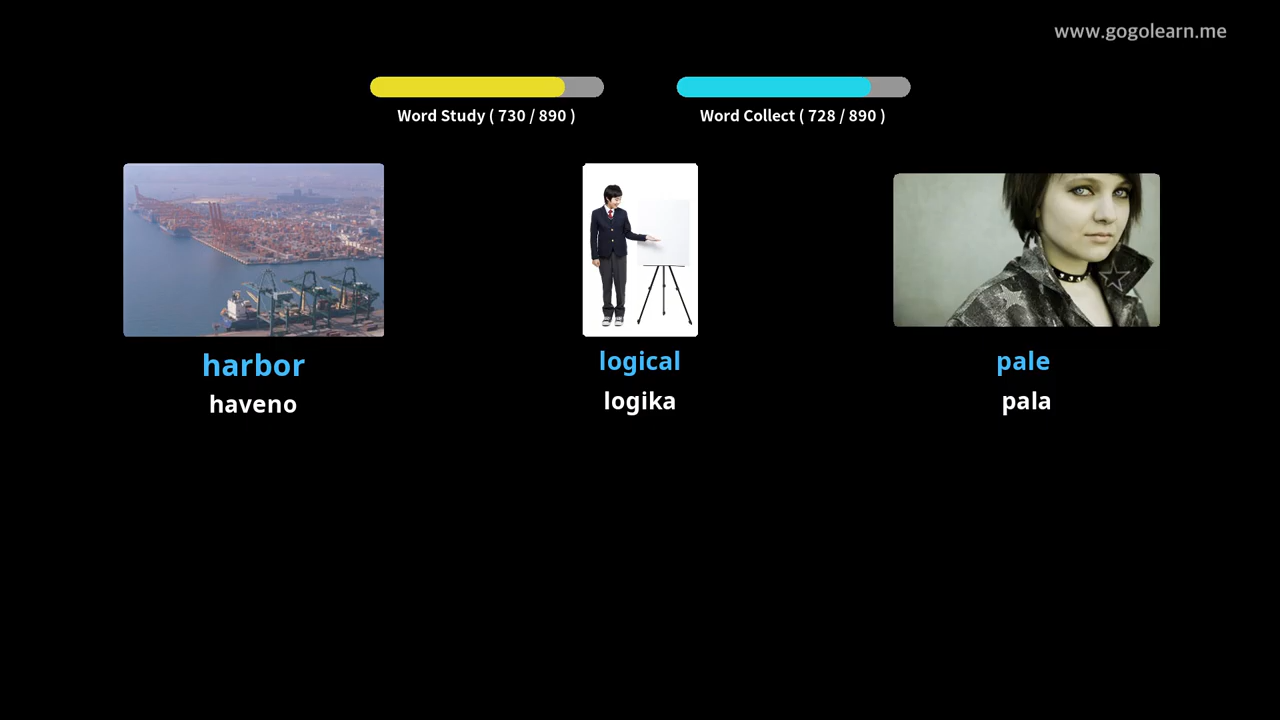 www.gogolearn.me
Word Study ( 730 / 890 )
Word Collect ( 728 / 890 )
harbor
haveno
logical
logika
pale
pala